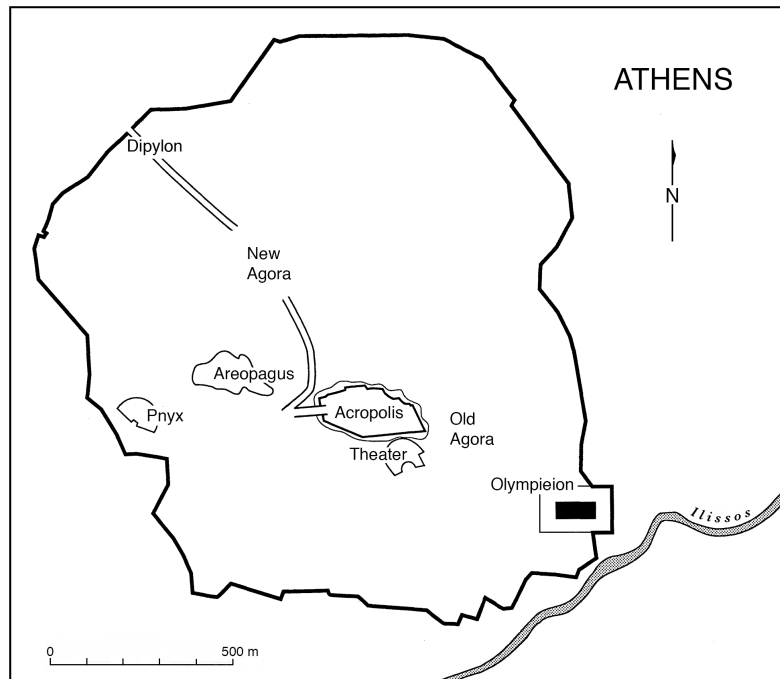 ATHENS
Dipylon
N
New
Agora
Areopagus
Pnyx
Acropolis
Old
Agora
Theater
Olympieion
Ilissos
0 500 m